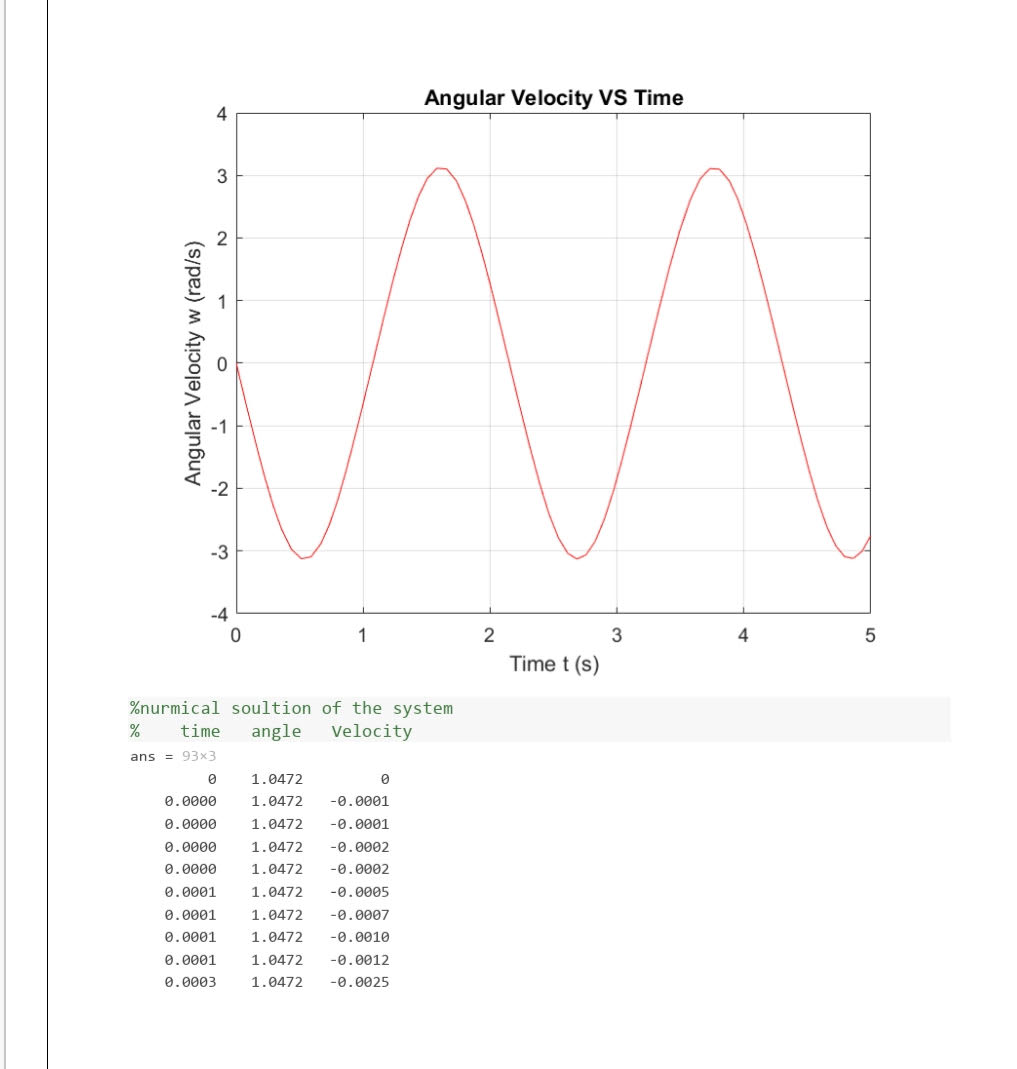 Angular Velocity VS Time
4
3
2
1
0
-1
-2
-3
-4
Angular Velocity w (rad/s)
0 1 2 3 4 5
Time t (s)
%nurmical soultion of the system
% time angle Velocity
ans = 93×3
0 1.0472 0
0.0000 1.0472 -0.0001
0.0000 1.0472 -0.0001
0.0000 1.0472 -0.0002
0.0000 1.0472 -0.0002
0.0001 1.0472 -0.0005
0.0001 1.0472 -0.0007
0.0001 1.0472 -0.0010
0.0001 1.0472 -0.0012
0.0003 1.0472 -0.0025